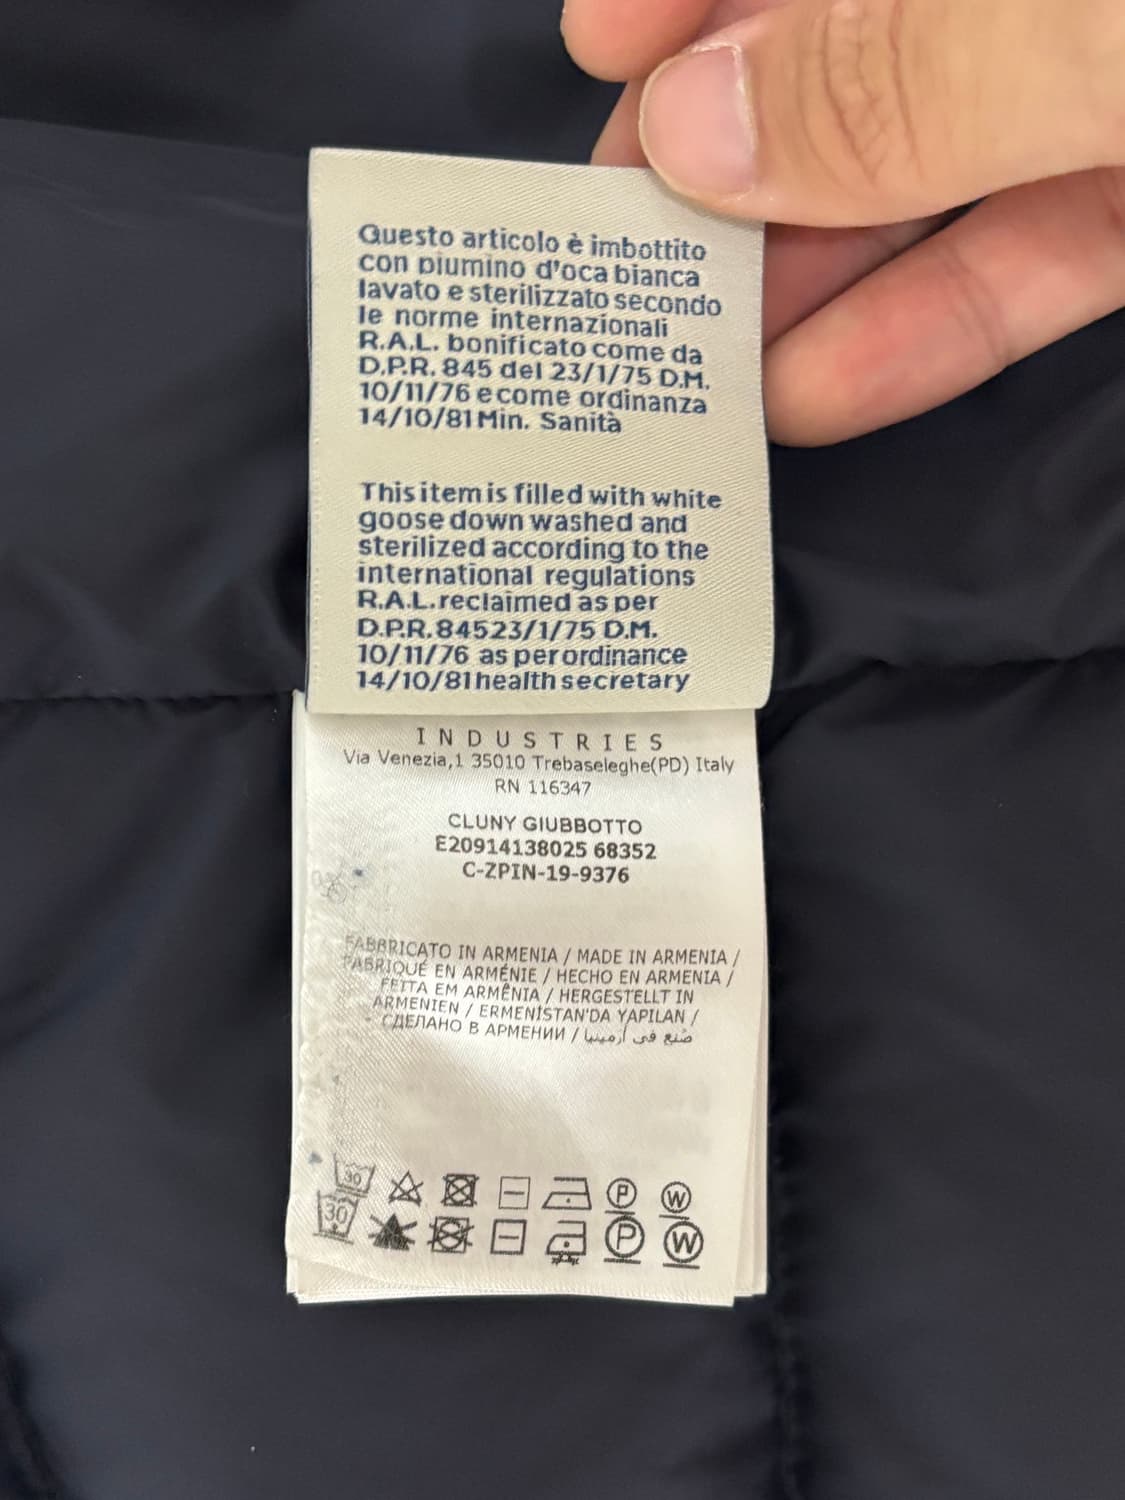 Questo articolo è imbottito
con piumino d'oca bianca
lavato e sterilizzato secondo
le norme internazionali
R.A.L. bonificato come da
D.P.R. 845 del 23/1/75 D.M.
10/11/76 e come ordinanza
14/10/81 Min. Sanità
This item is filled with white
goose down washed and
sterilized according to the
international regulations
R.A.L. reclaimed as per
D.P.R. 845 23/1/75 D.M.
10/11/76 as per ordinance
14/10/81 health secretary
INDUSTRIES
Via Venezia,1 35010 Trebaseleghe(PD) Italy
RN 116347
CLUNY GIUBBOTTO
E20914138025 68352
C-ZPIN-19-9376
FABBRICATO IN ARMENIA / MADE IN ARMENIA /
FABRIQUÉ EN ARMÉNIE / HECHO EN ARMENIA /
FEITA EM ARMÊNIA / HERGESTELLT IN
ARMENIEN / ERMENİSTAN'DA YAPILAN /
СДЕЛАНО В АРМЕНИИ / صُنع في أرمينيا
30 P W
30 P W